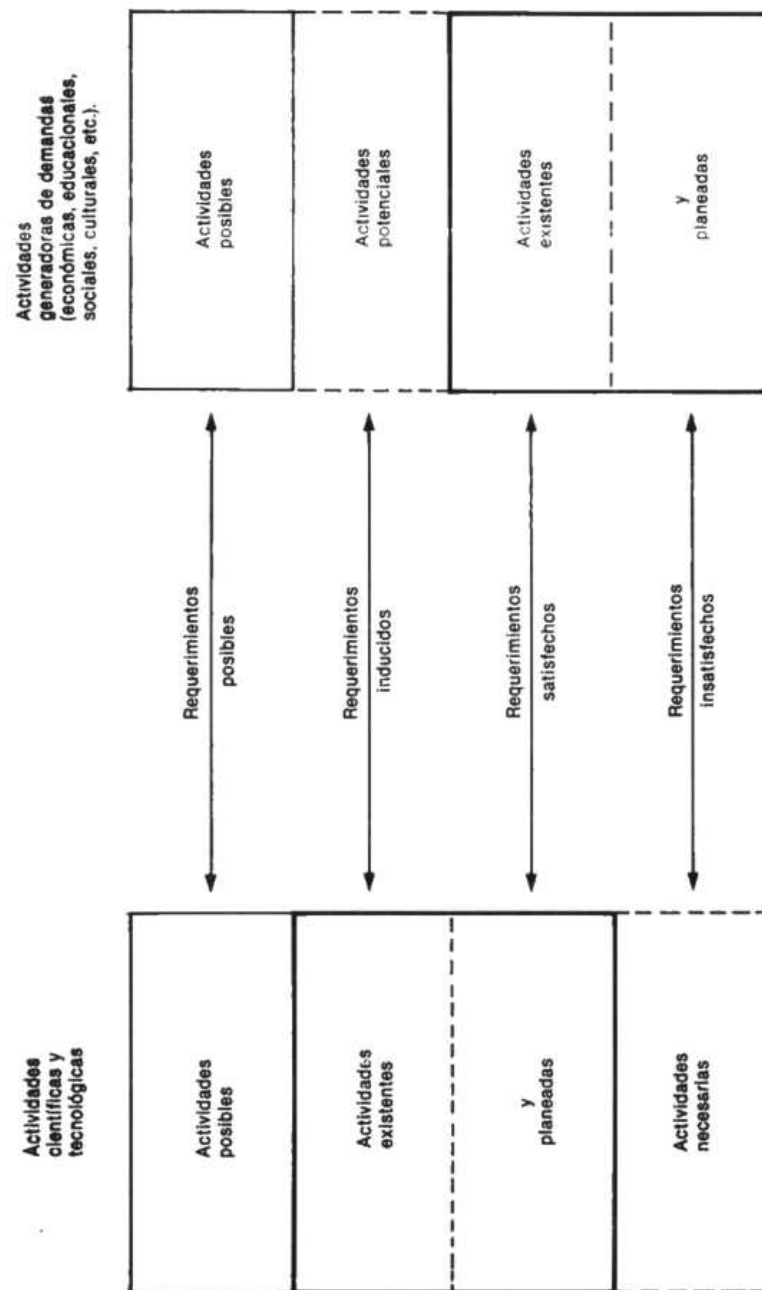 Actividades
científicas y
tecnológicas
Actividades
generadoras de demandas
(económicas, educacionales,
sociales, culturales, etc.).
Actividades
posibles
Requerimientos
posibles
Actividades
posibles
Actividades
existentes
Requerimientos
inducidos
Actividades
potenciales
y
planeadas
Requerimientos
satisfechos
Actividades
existentes
Actividades
necesarias
Requerimientos
insatisfechos
y
planeadas